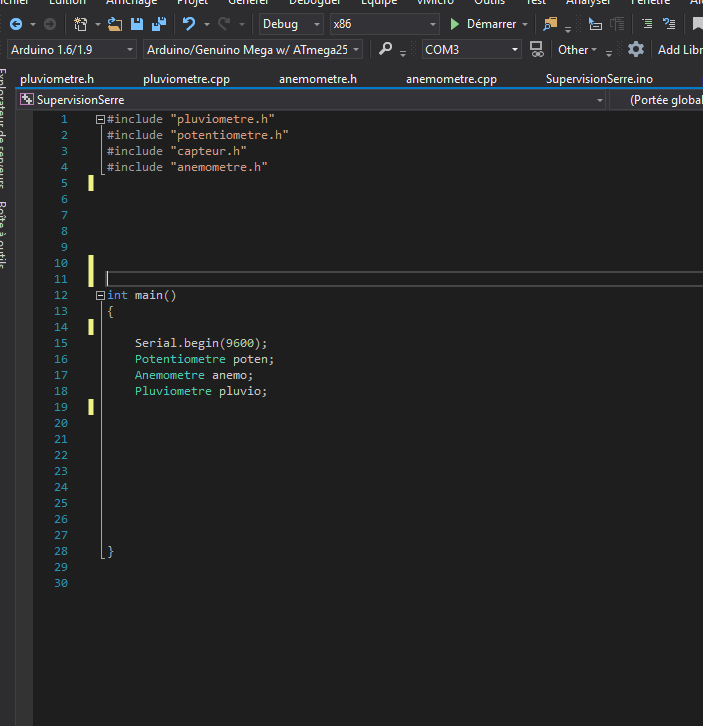 Edition Affichage Projet Générer Déboguer Équipe vMicro Outils Test Analyser Fenêtre
Debug x86 Démarrer
Arduino 1.6/1.9 Arduino/Genuino Mega w/ ATmega25 COM3 Other Add Libr
pluviometre.h pluviometre.cpp anemometre.h anemometre.cpp SupervisionSerre.ino
SupervisionSerre (Portée global
Explorateur de serveurs
Boîte à outils
1 #include "pluviometre.h"
2 #include "potentiometre.h"
3 #include "capteur.h"
4 #include "anemometre.h"
5
6
7
8
9
10
11
12 int main()
13 {
14
15 Serial.begin(9600);
16 Potentiometre poten;
17 Anemometre anemo;
18 Pluviometre pluvio;
19
20
21
22
23
24
25
26
27
28 }
29
30